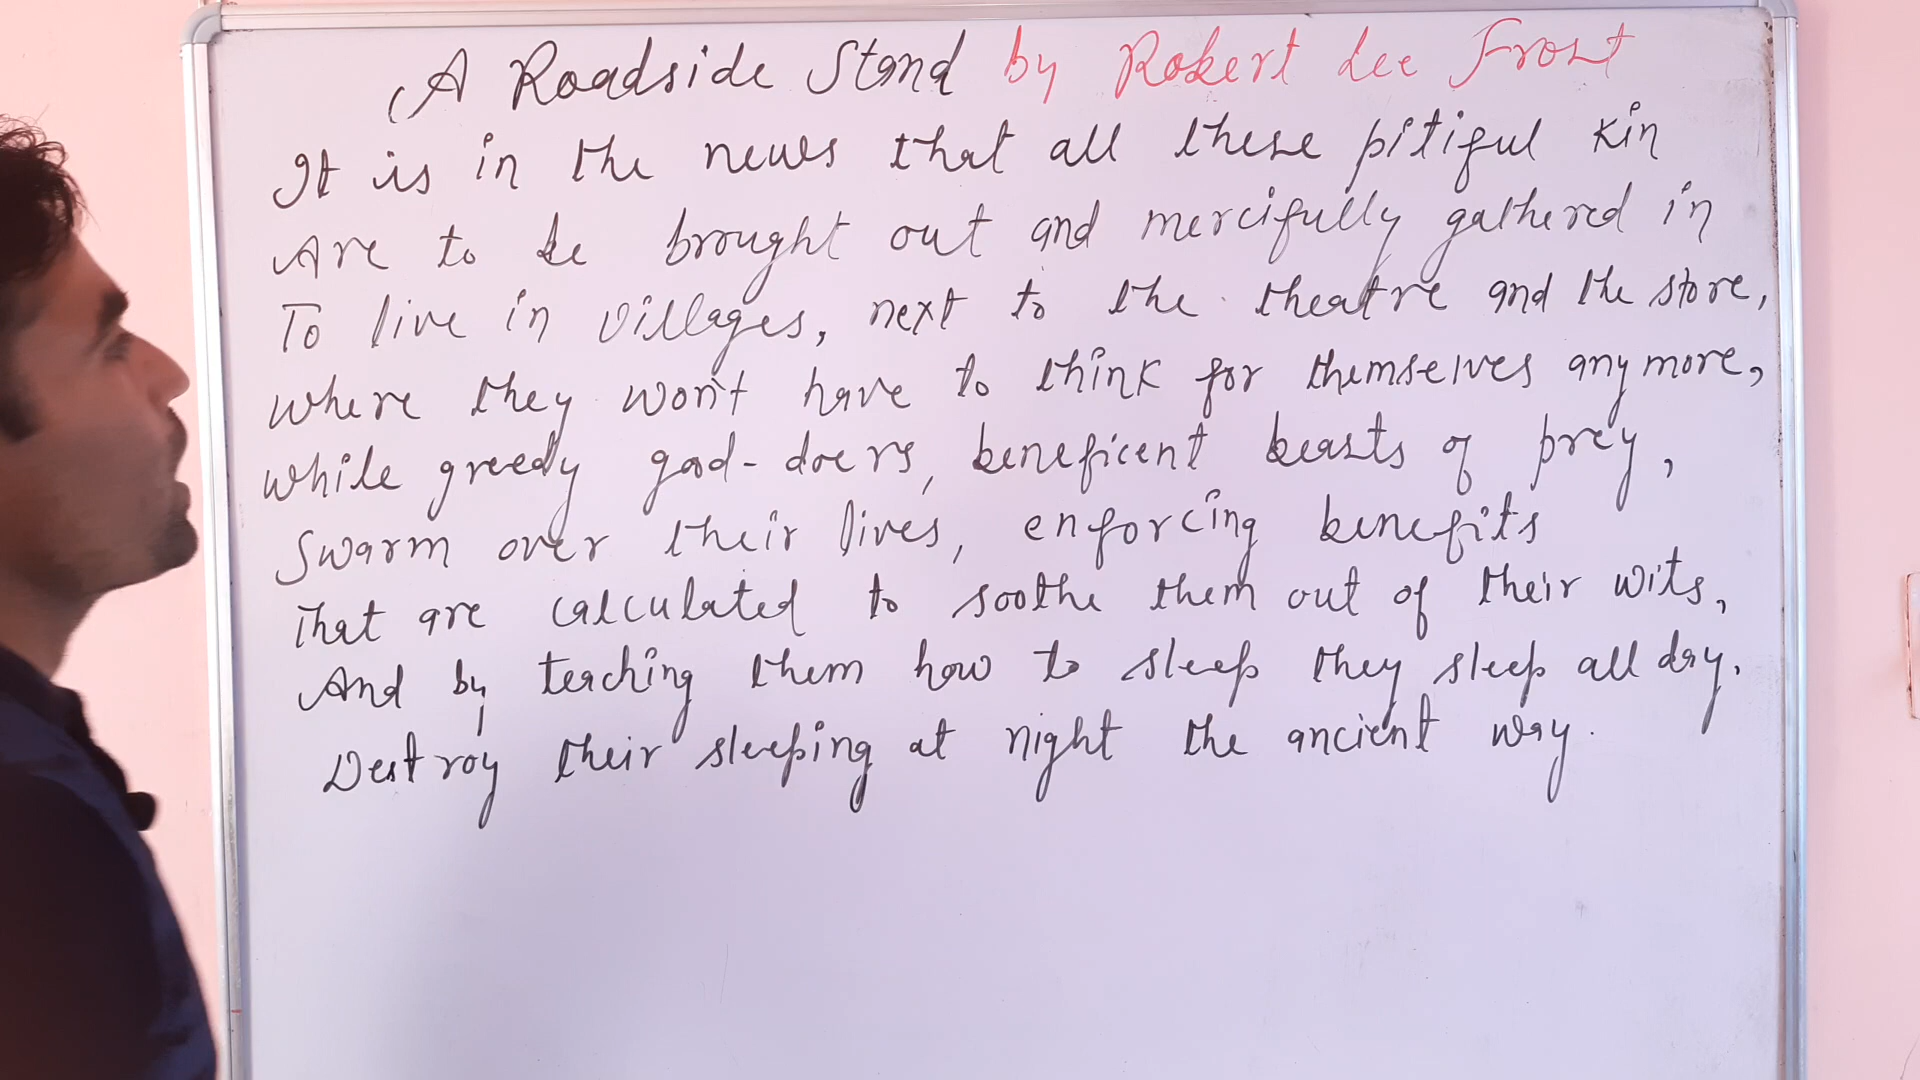 A Roadside Stand by Robert Lee Frost
It is in the news that all these pitiful kin
Are to be brought out and mercifully gathered in
To live in villages, next to the theatre and the store,
Where they won't have to think for themselves anymore,
While greedy good-doers, beneficent beasts of prey,
Swarm over their lives, enforcing benefits
That are calculated to soothe them out of their wits,
And by teaching them how to sleep they sleep all day,
Destroy their sleeping at night the ancient way.